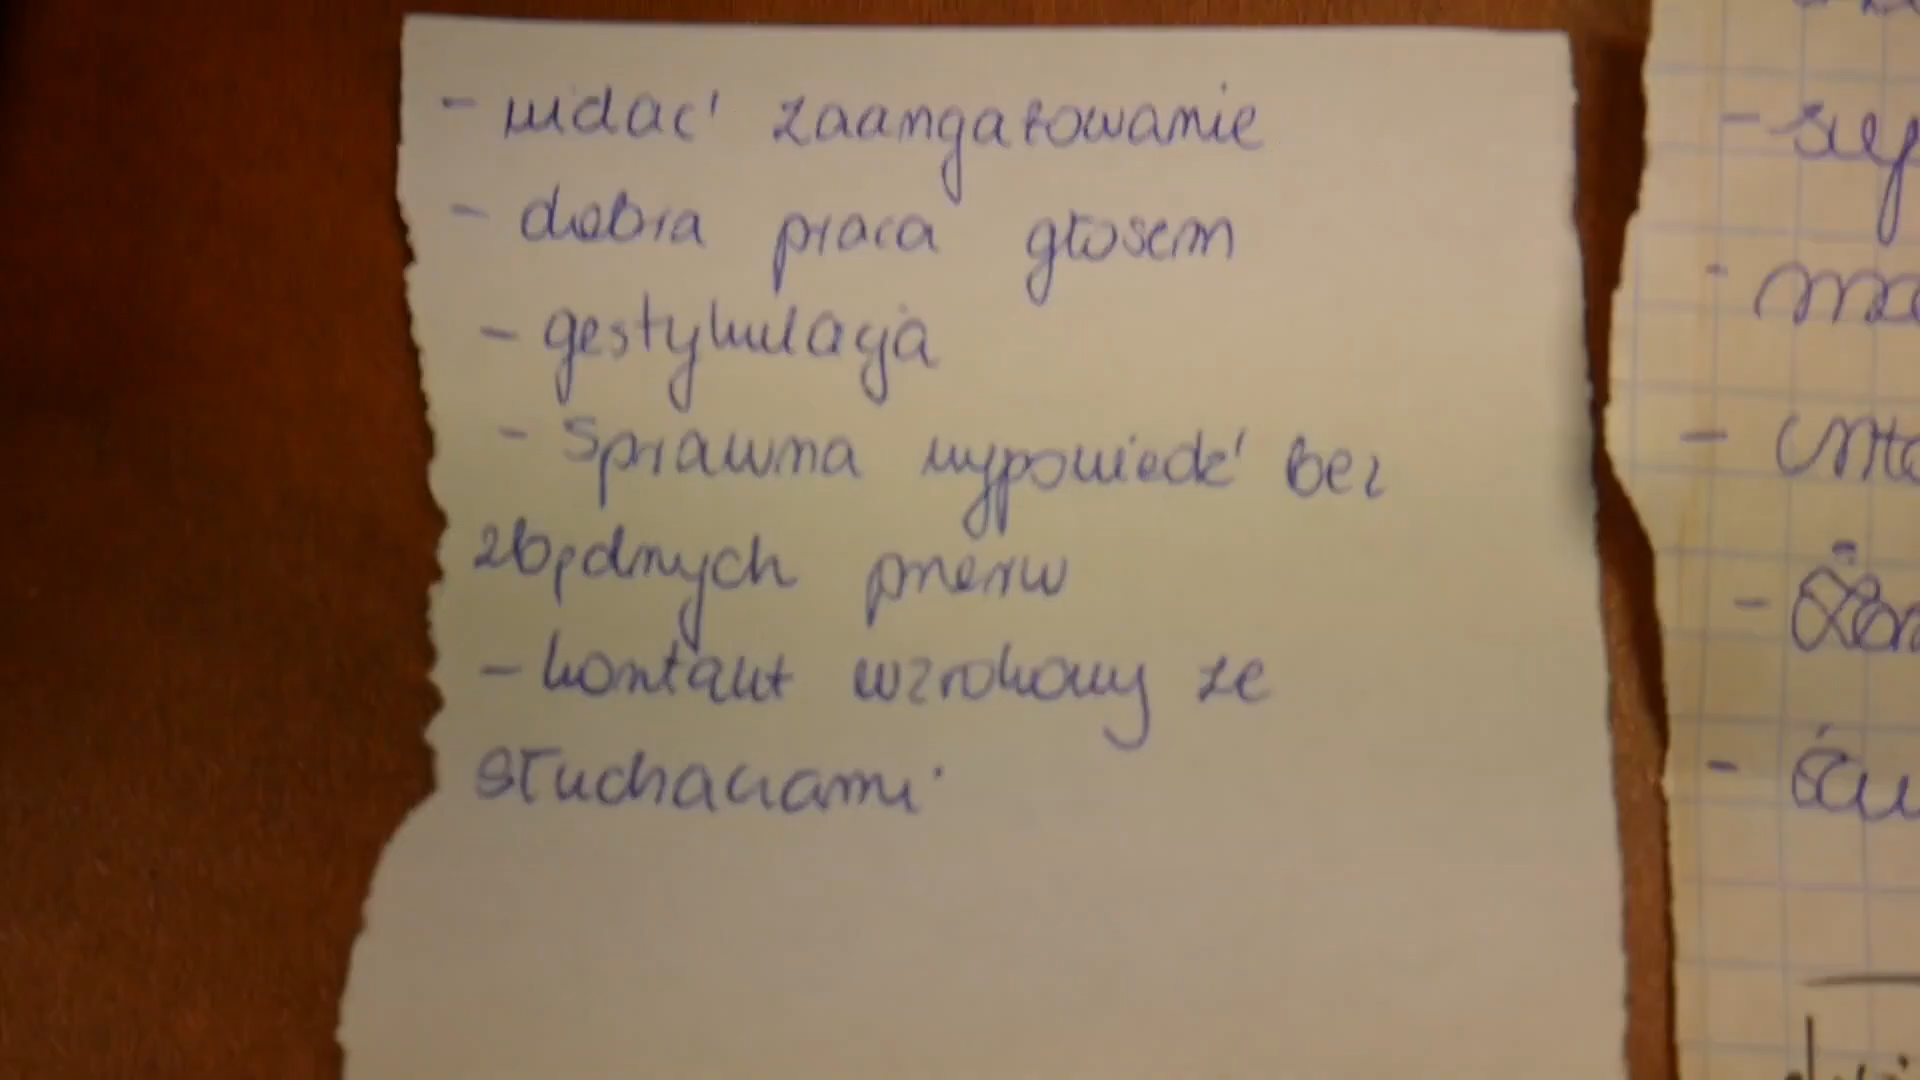 - widać zaangażowanie
- dobra praca głosem
- gestykulacja
- sprawna wypowiedź bez
zbędnych przerw
- kontakt wzrokowy ze
słuchaczami